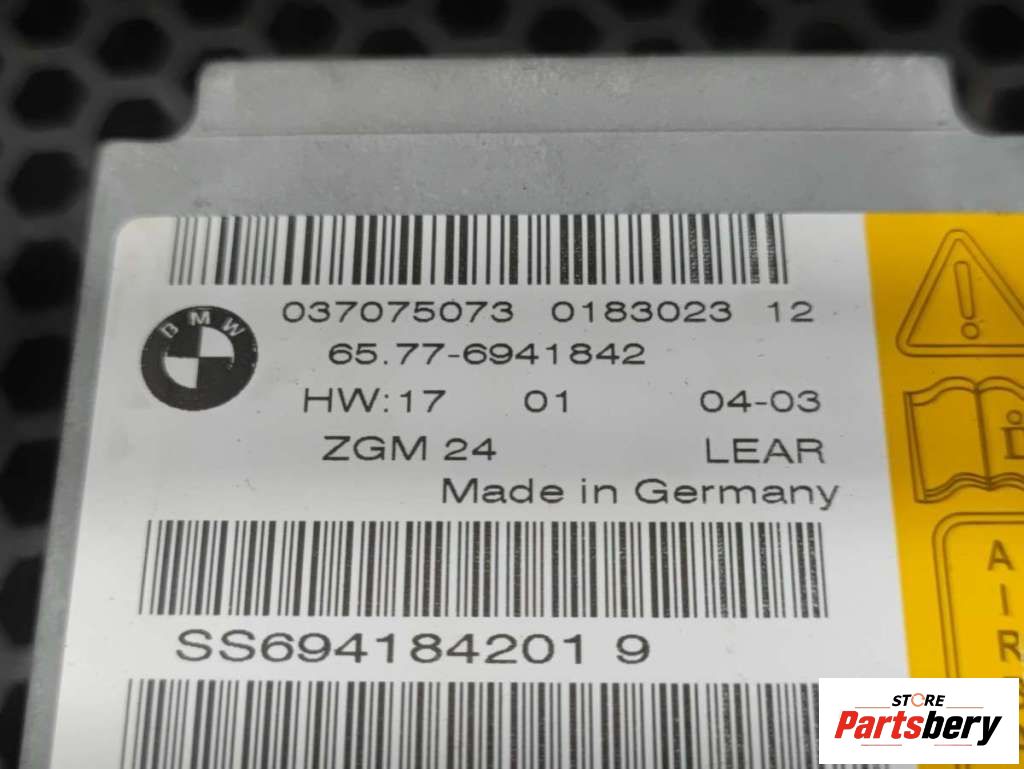 037075073 0183023 12
BMW
65.77-6941842
HW:17 01 04-03
ZGM 24 LEAR
Made in Germany
SS694184201 9
A
I
R
STORE
Partsbery